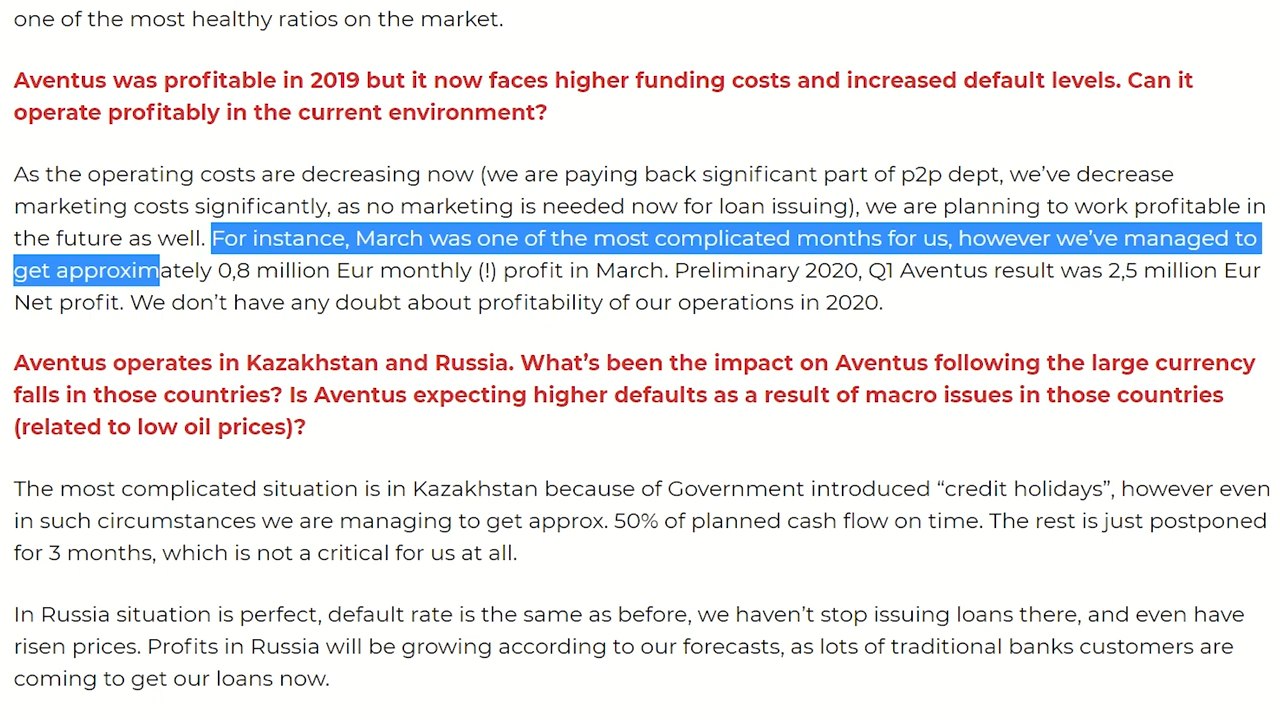 one of the most healthy ratios on the market.
Aventus was profitable in 2019 but it now faces higher funding costs and increased default levels. Can it
operate profitably in the current environment?
As the operating costs are decreasing now (we are paying back significant part of p2p dept, we’ve decrease
marketing costs significantly, as no marketing is needed now for loan issuing), we are planning to work profitable in
the future as well. For instance, March was one of the most complicated months for us, however we’ve managed to
get approximately 0,8 million Eur monthly (!) profit in March. Preliminary 2020, Q1 Aventus result was 2,5 million Eur
Net profit. We don’t have any doubt about profitability of our operations in 2020.
Aventus operates in Kazakhstan and Russia. What’s been the impact on Aventus following the large currency
falls in those countries? Is Aventus expecting higher defaults as a result of macro issues in those countries
(related to low oil prices)?
The most complicated situation is in Kazakhstan because of Government introduced “credit holidays”, however even
in such circumstances we are managing to get approx. 50% of planned cash flow on time. The rest is just postponed
for 3 months, which is not a critical for us at all.
In Russia situation is perfect, default rate is the same as before, we haven’t stop issuing loans there, and even have
risen prices. Profits in Russia will be growing according to our forecasts, as lots of traditional banks customers are
coming to get our loans now.